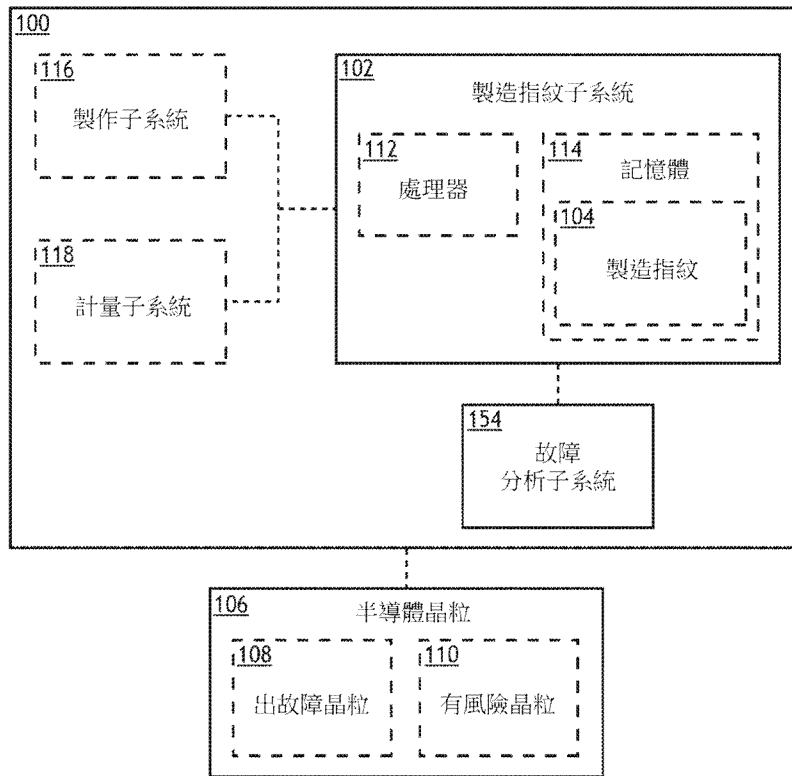 100
116
製作子系統
118
計量子系統
102
製造指紋子系統
112
處理器
114
記憶體
104
製造指紋
154
故障
分析子系統
106
半導體晶粒
108
出故障晶粒
110
有風險晶粒